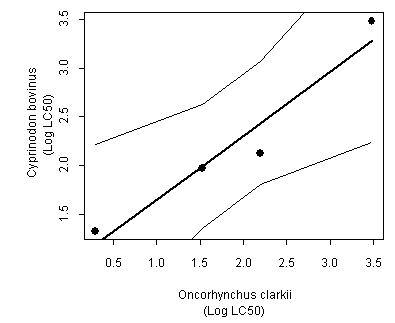 Cyprinodon bovinus
(Log LC50)
3.5
3.0
2.5
2.0
1.5
0.5 1.0 1.5 2.0 2.5 3.0 3.5
Oncorhynchus clarkii
(Log LC50)